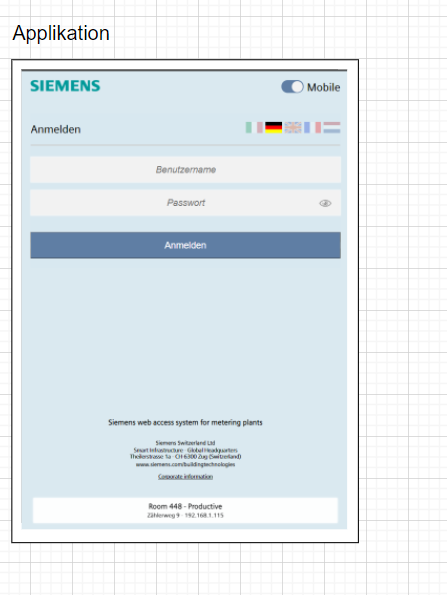 Applikation
SIEMENS
Mobile
Anmelden
Benutzername
Passwort
Anmelden
Siemens web access system for metering plants
Siemens Switzerland Ltd
Smart Infrastructure · Global Headquarters
Theilerstrasse 1a · CH-6300 Zug (Switzerland)
www.siemens.com/buildingtechnologies
Corporate information
Room 448 - Productive
Zählerweg 9 · 192.168.1.115